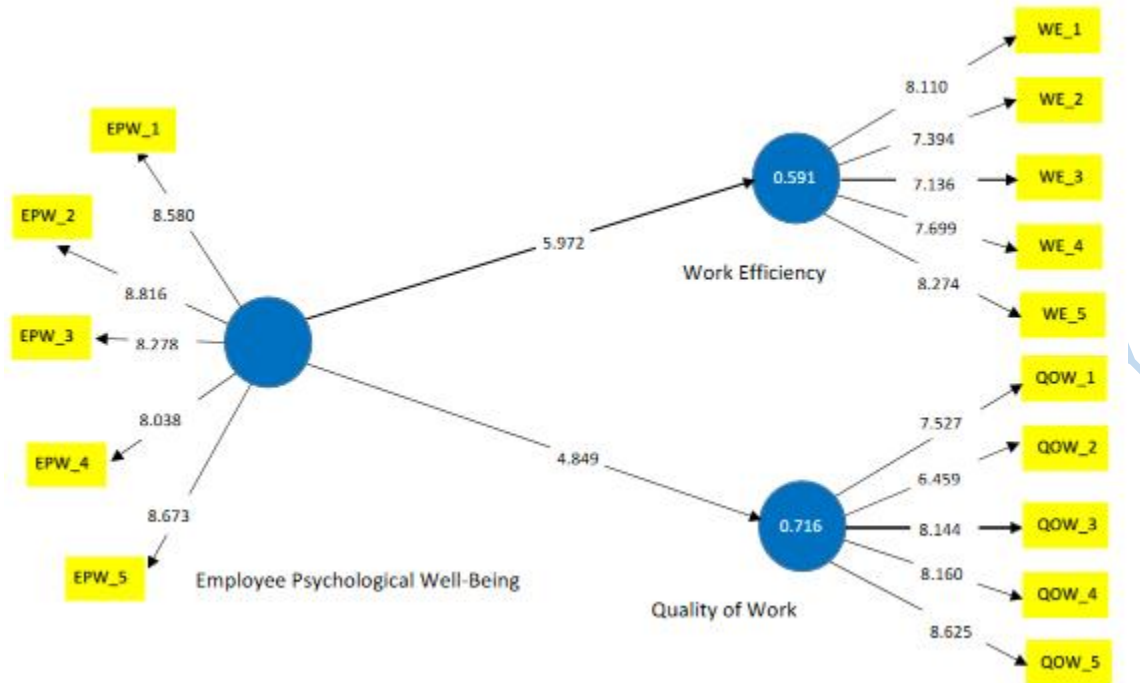 EPW_1
EPW_2
EPW_3
EPW_4
EPW_5
8.580
8.816
8.278
8.038
8.673
Employee Psychological Well-Being
5.972
4.849
0.591
Work Efficiency
8.110
7.394
7.136
7.699
8.274
WE_1
WE_2
WE_3
WE_4
WE_5
0.716
Quality of Work
7.527
6.459
8.144
8.160
8.625
QOW_1
QOW_2
QOW_3
QOW_4
QOW_5